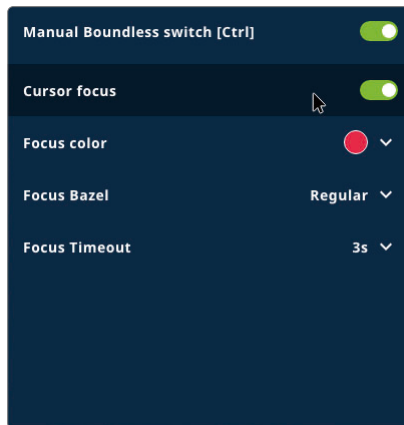 Manual Boundless switch [Ctrl]
Cursor focus
Focus color
Focus Bazel Regular
Focus Timeout 3s